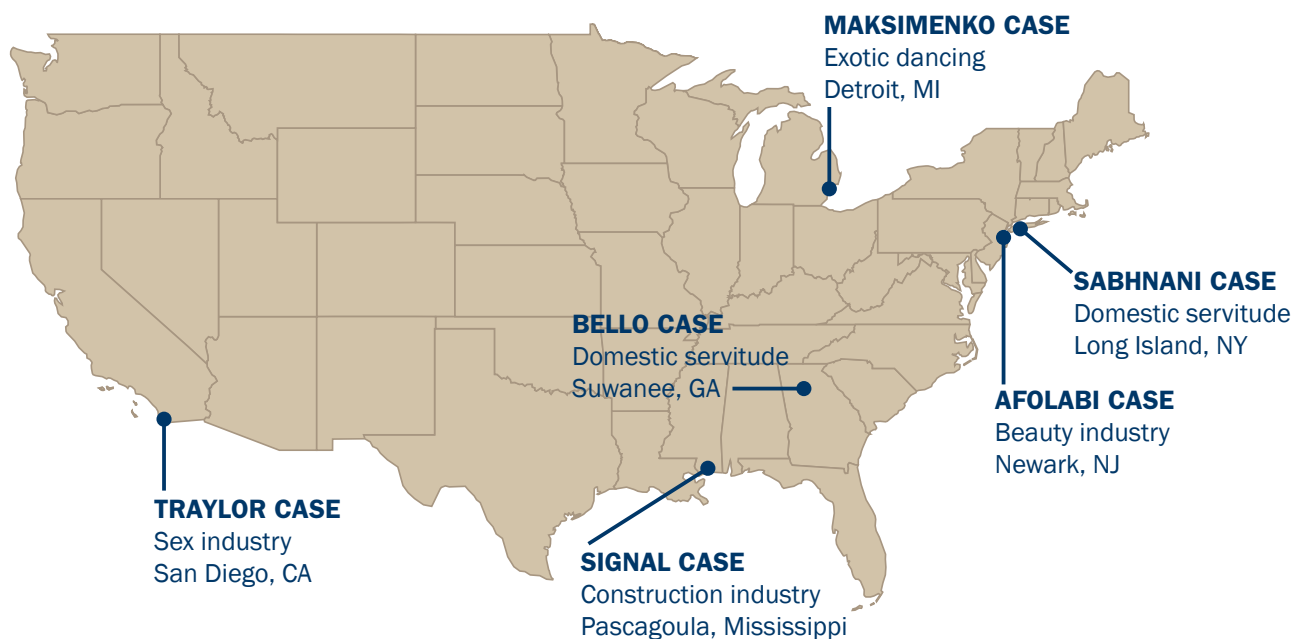 MAKSIMENKO CASE
Exotic dancing
Detroit, MI
SABHNANI CASE
Domestic servitude
Long Island, NY
BELLO CASE
Domestic servitude
Suwanee, GA
AFOLABI CASE
Beauty industry
Newark, NJ
TRAYLOR CASE
Sex industry
San Diego, CA
SIGNAL CASE
Construction industry
Pascagoula, Mississippi